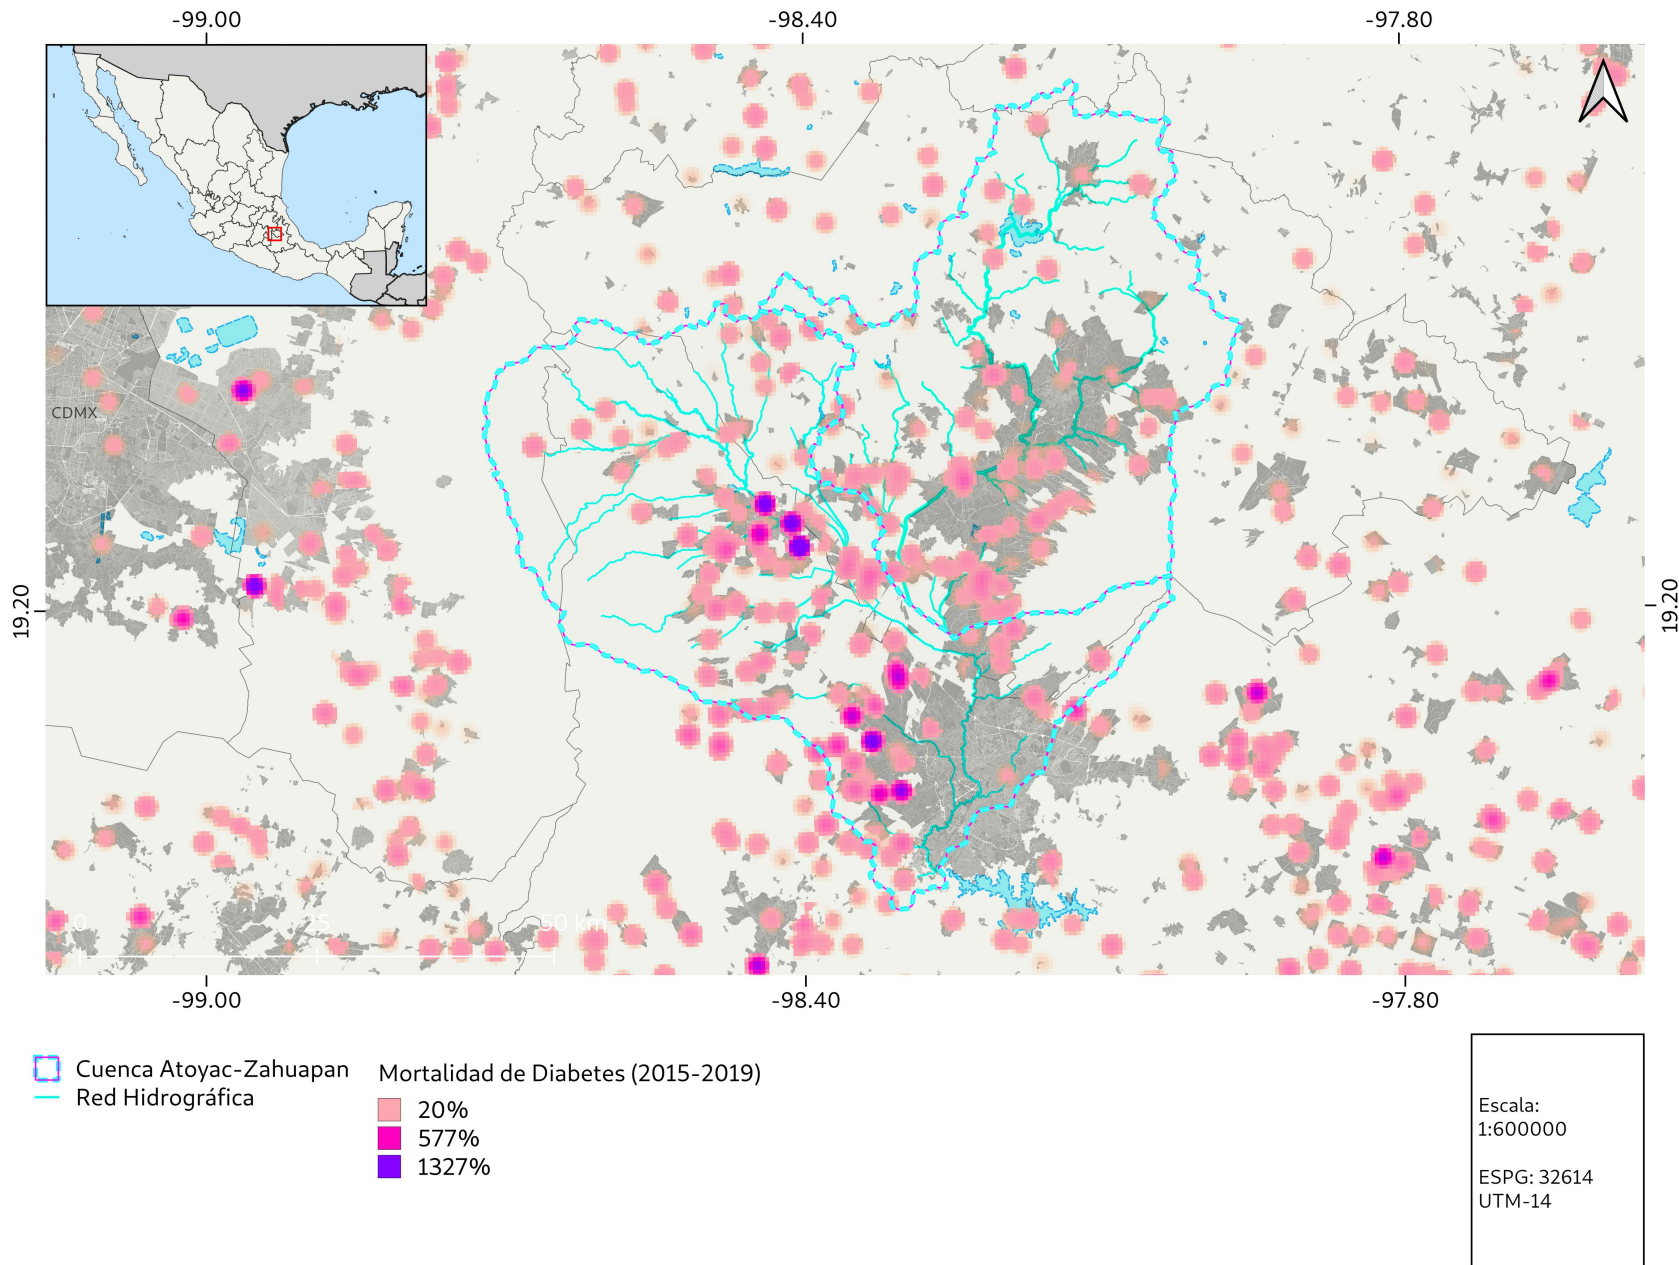 -99.00
-98.40
-97.80
CDMX
19.20
19.20
0
25
50 km
-99.00
-98.40
-97.80
Cuenca Atoyac-Zahuapan
Red Hidrográfica
Mortalidad de Diabetes (2015-2019)
20%
577%
1327%
Escala:
1:600000
ESPG: 32614
UTM-14